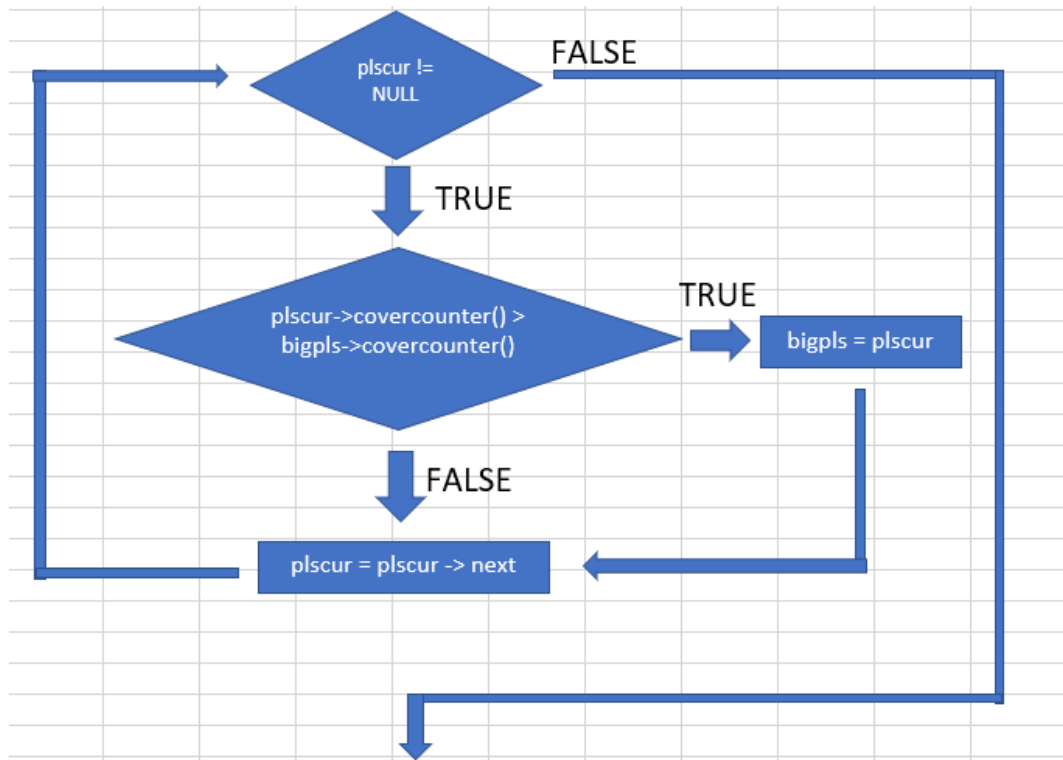 plscur !=
NULL
FALSE
TRUE
plscur->covercounter() >
bigpls->covercounter()
TRUE
bigpls = plscur
FALSE
plscur = plscur -> next